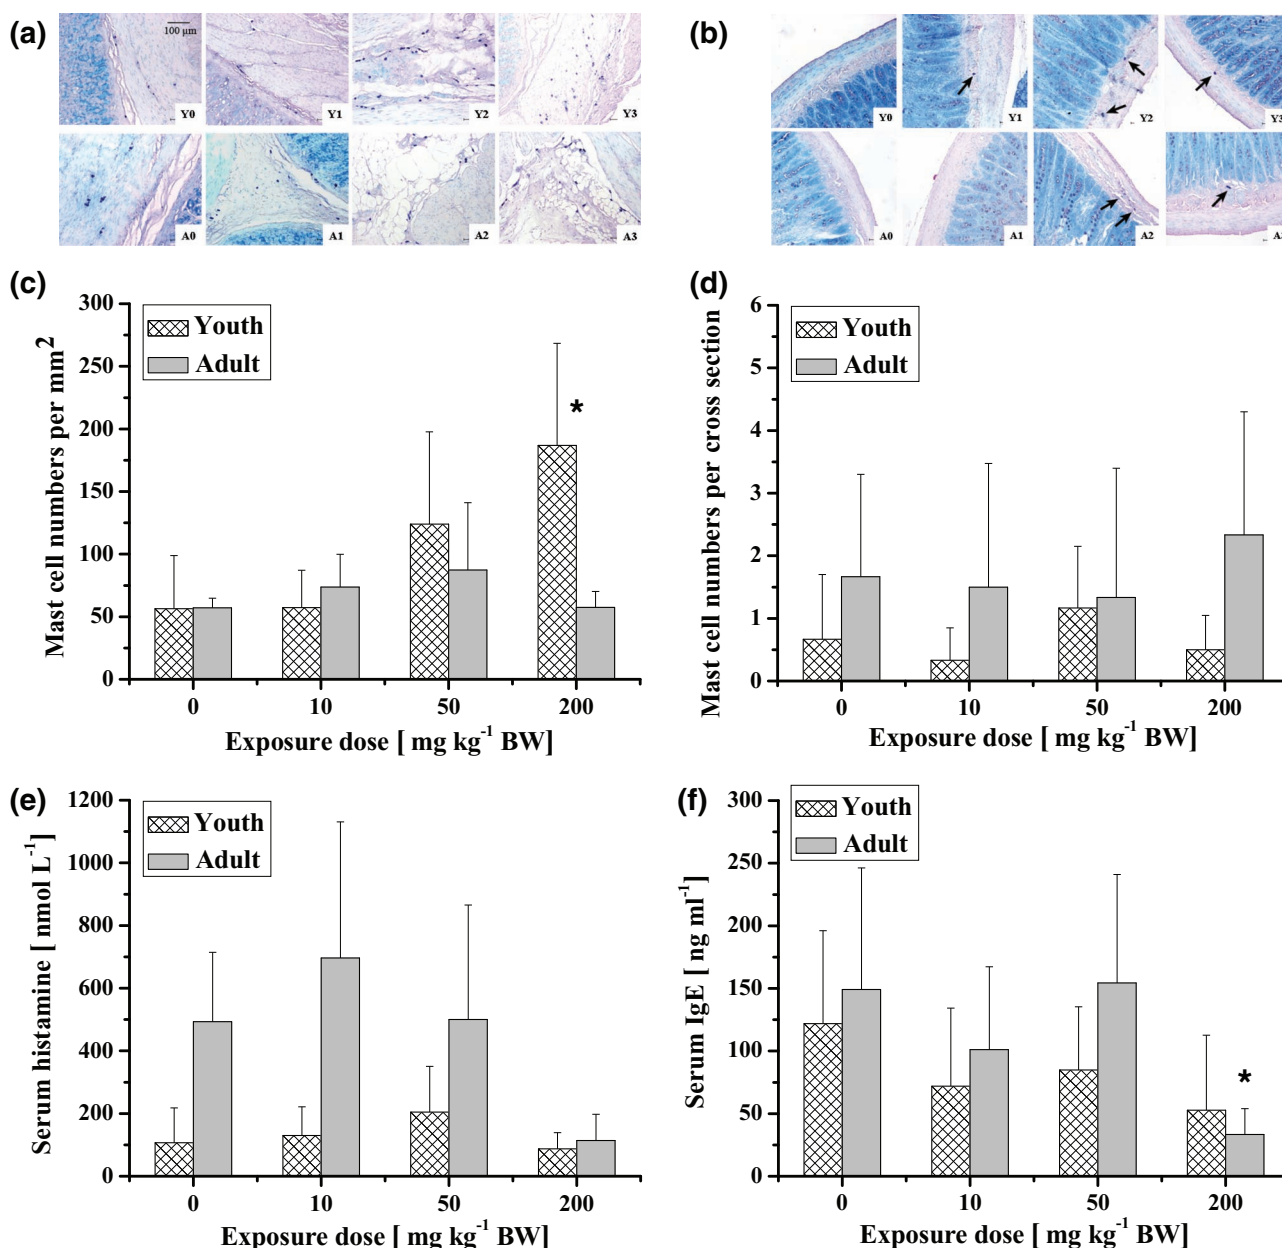 (a)
100 μm
Y0
Y1
Y2
Y3
A0
A1
A2
A3
(b)
Y0
Y1
Y2
Y3
A0
A1
A2
(c)
Mast cell numbers per mm²
300
250
200
150
100
50
0
Youth
Adult
*
0 10 50 200
Exposure dose [ mg kg⁻¹ BW]
(d)
Mast cell numbers per cross section
6
5
4
3
2
1
0
Youth
Adult
0 10 50 200
Exposure dose [ mg kg⁻¹ BW]
(e)
Serum histamine [ nmol L⁻¹]
1200
1000
800
600
400
200
0
Youth
Adult
0 10 50 200
Exposure dose [ mg kg⁻¹ BW]
(f)
Serum IgE [ ng ml⁻¹]
300
250
200
150
100
50
0
Youth
Adult
*
0 10 50 200
Exposure dose [ mg kg⁻¹ BW]